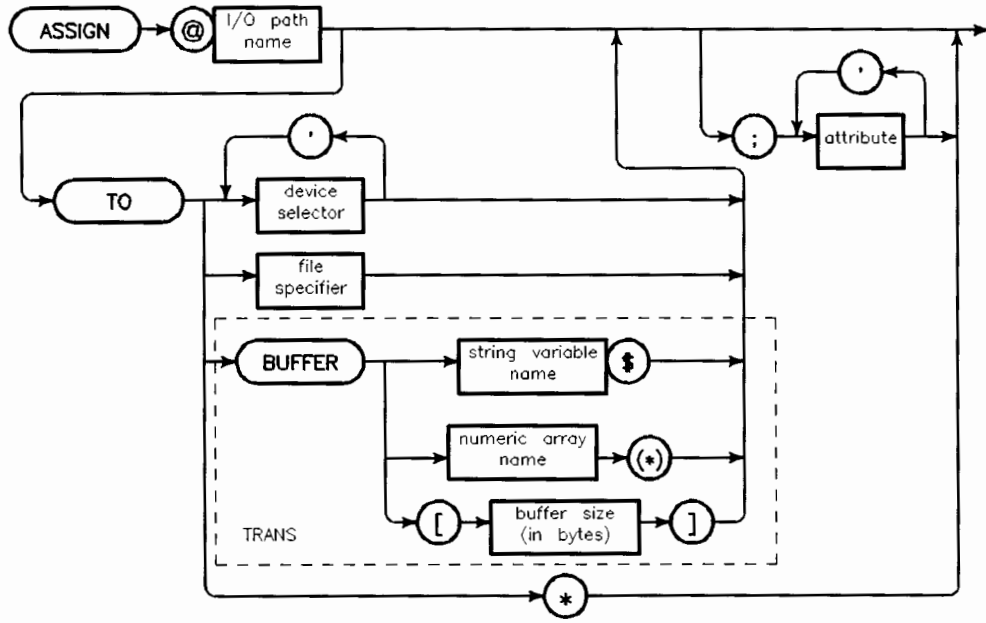 ASSIGN
@
I/O path
name
,
;
attribute
,
TO
device
selector
file
specifier
BUFFER
string variable
name
$
numeric array
name
(*)
[
buffer size
(in bytes)
]
TRANS
*